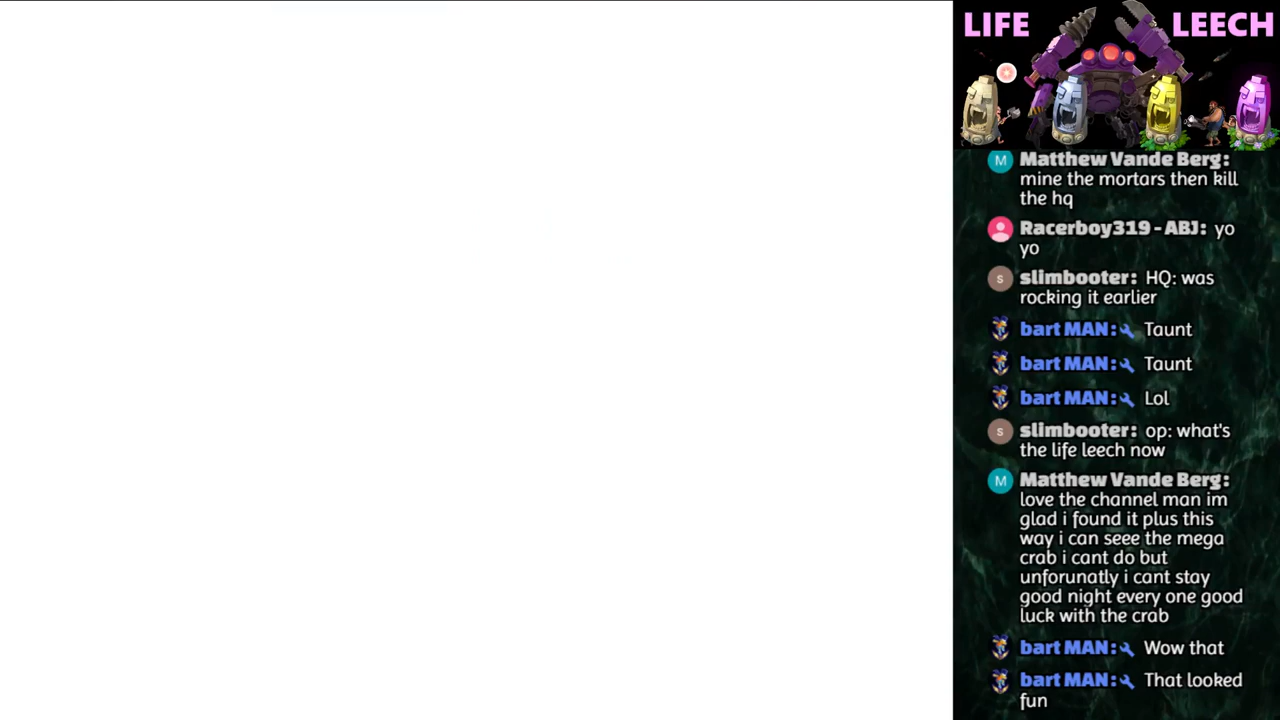 LIFE LEECH
Matthew Vande Berg:
mine the mortars then kill
the hq
Racerboy319 - ABJ: yo
yo
slimbooter: HQ: was
rocking it earlier
bart MAN: Taunt
bart MAN: Taunt
bart MAN: Lol
slimbooter: op: what's
the life leech now
Matthew Vande Berg:
love the channel man im
glad i found it plus this
way i can seee the mega
crab i cant do but
unforunatly i cant stay
good night every one good
luck with the crab
bart MAN: Wow that
bart MAN: That looked
fun
M
S
S
M